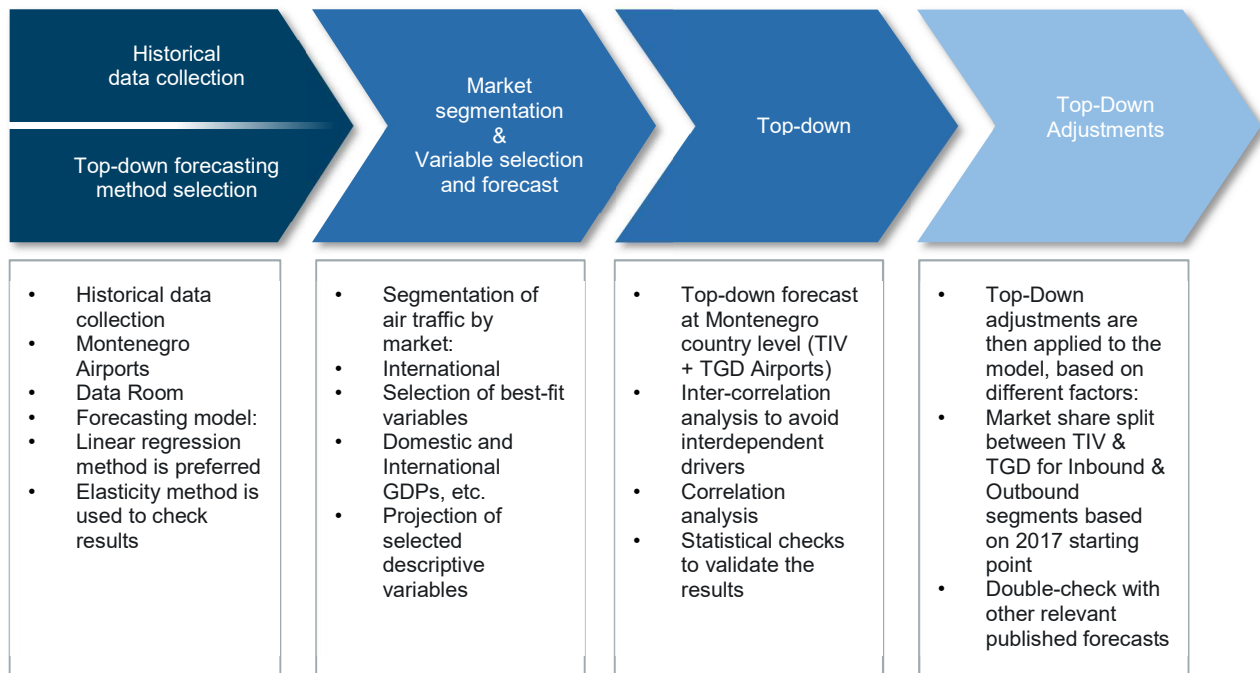 Historical
data collection
Top-down forecasting
method selection
Market
segmentation
&
Variable selection
and forecast
Top-down
Top-Down
Adjustments
• Historical data
collection
• Montenegro
Airports
• Data Room
• Forecasting model:
• Linear regression
method is preferred
• Elasticity method is
used to check
results
• Segmentation of
air traffic by
market:
• International
• Selection of best-fit
variables
• Domestic and
International
GDPs, etc.
• Projection of
selected
descriptive
variables
• Top-down forecast
at Montenegro
country level (TIV
+ TGD Airports)
• Inter-correlation
analysis to avoid
interdependent
drivers
• Correlation
analysis
• Statistical checks
to validate the
results
• Top-Down
adjustments are
then applied to the
model, based on
different factors:
• Market share split
between TIV &
TGD for Inbound &
Outbound
segments based
on 2017 starting
point
• Double-check with
other relevant
published forecasts